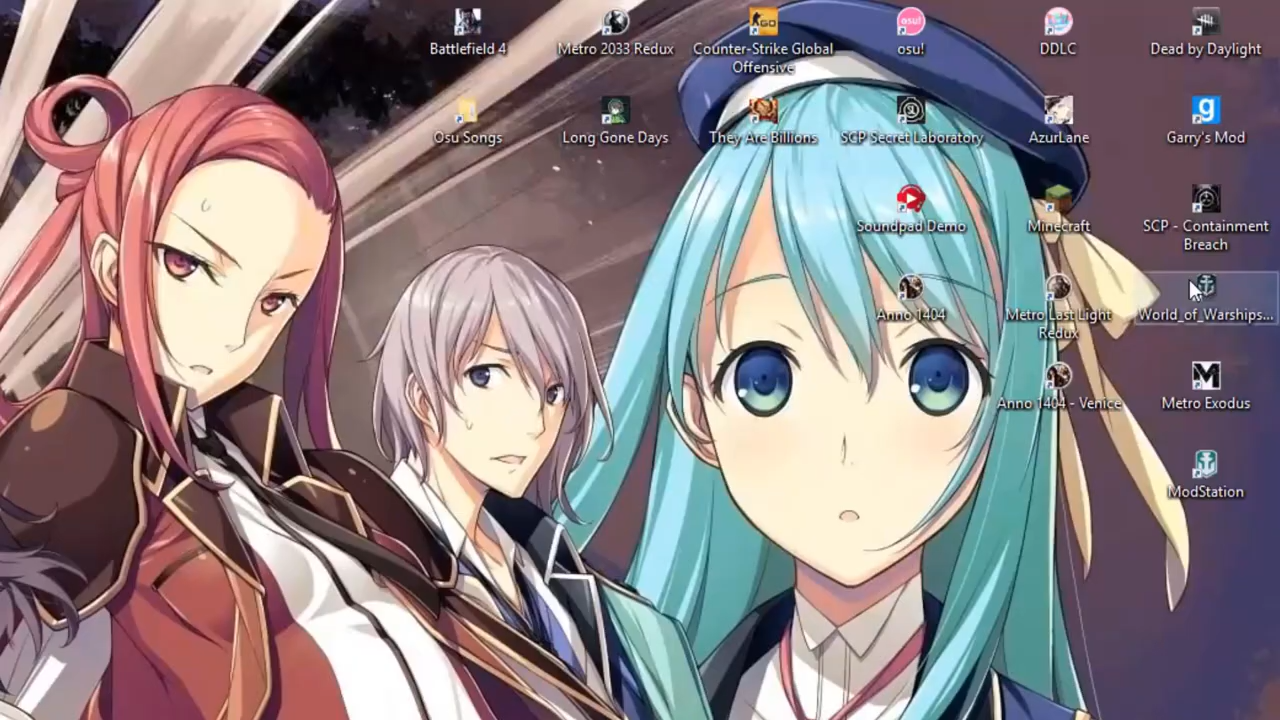 Battlefield 4
Metro 2033 Redux
Counter-Strike Global
Offensive
osu!
osu!
DDLC
Dead by Daylight
Osu Songs
Long Gone Days
They Are Billions
SCP Secret Laboratory
AzurLane
g
Garry's Mod
Soundpad Demo
Minecraft
SCP - Containment
Breach
Anno 1404
Metro Last Light
Redux
World_of_Warships...
Anno 1404 - Venice
M
Metro Exodus
ModStation
GO